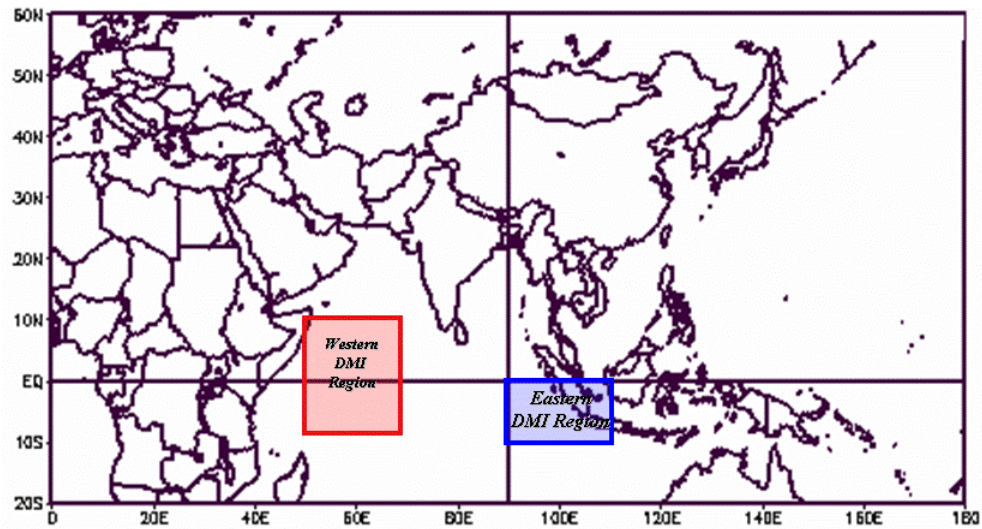 60N
50N
40N
30N
20N
10N
EQ
10S
20S
Western
DMI
Region
Eastern
DMI Region
0
20E
40E
60E
80E
100E
120E
140E
160E
180